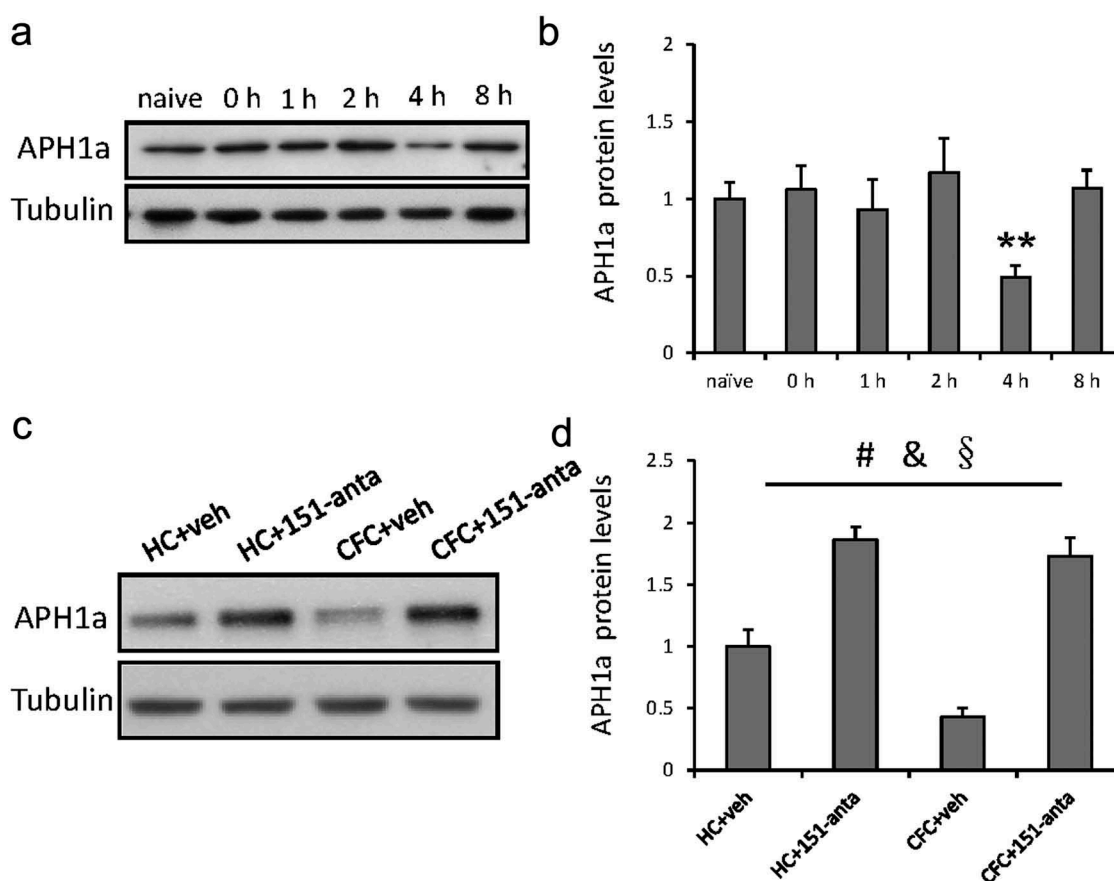 a
naive 0 h 1 h 2 h 4 h 8 h
APH1a
Tubulin
b
APH1a protein levels
2
1.5
1
0.5
0
**
naïve 0 h 1 h 2 h 4 h 8 h
c
HC+veh HC+151-anta CFC+veh CFC+151-anta
APH1a
Tubulin
d
APH1a protein levels
2.5
2
1.5
1
0.5
0
# & §
HC+veh HC+151-anta CFC+veh CFC+151-anta